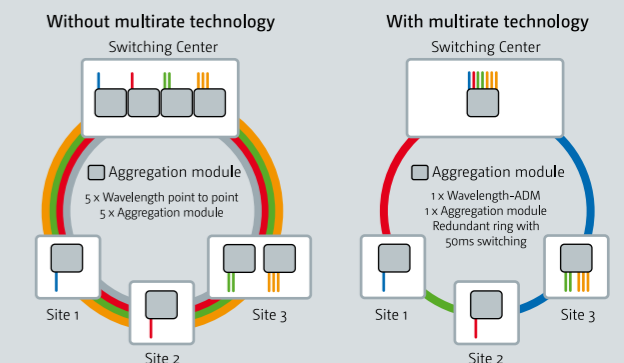 Without multirate technology
Switching Center
Aggregation module
5 x Wavelength point to point
5 x Aggregation module
Site 1
Site 2
Site 3
With multirate technology
Switching Center
Aggregation module
1 x Wavelength-ADM
1 x Aggregation module
Redundant ring with
50ms switching
Site 1
Site 2
Site 3